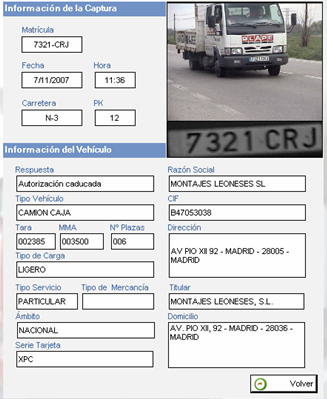 Información de la Captura
Matrícula
7321-CRJ
Fecha Hora
7/11/2007 11:36
Carretera PK
N-3 12
7321 CRJ
Información del Vehículo
Respuesta
Autorización caducada
Tipo Vehículo
CAMION CAJA
Tara MMA Nº Plazas
002385 003500 006
Tipo de Carga
LIGERO
Tipo Servicio Tipo de Mercancía
PARTICULAR
Ámbito
NACIONAL
Serie Tarjeta
XPC
Razón Social
MONTAJES LEONESES SL
CIF
B47053038
Dirección
AV PIO XII 92 - MADRID - 28005 -
MADRID
Titular
MONTAJES LEONESES, S.L.
Domicilio
AV. PIO XII, 92 - MADRID - 28036 -
MADRID
Volver